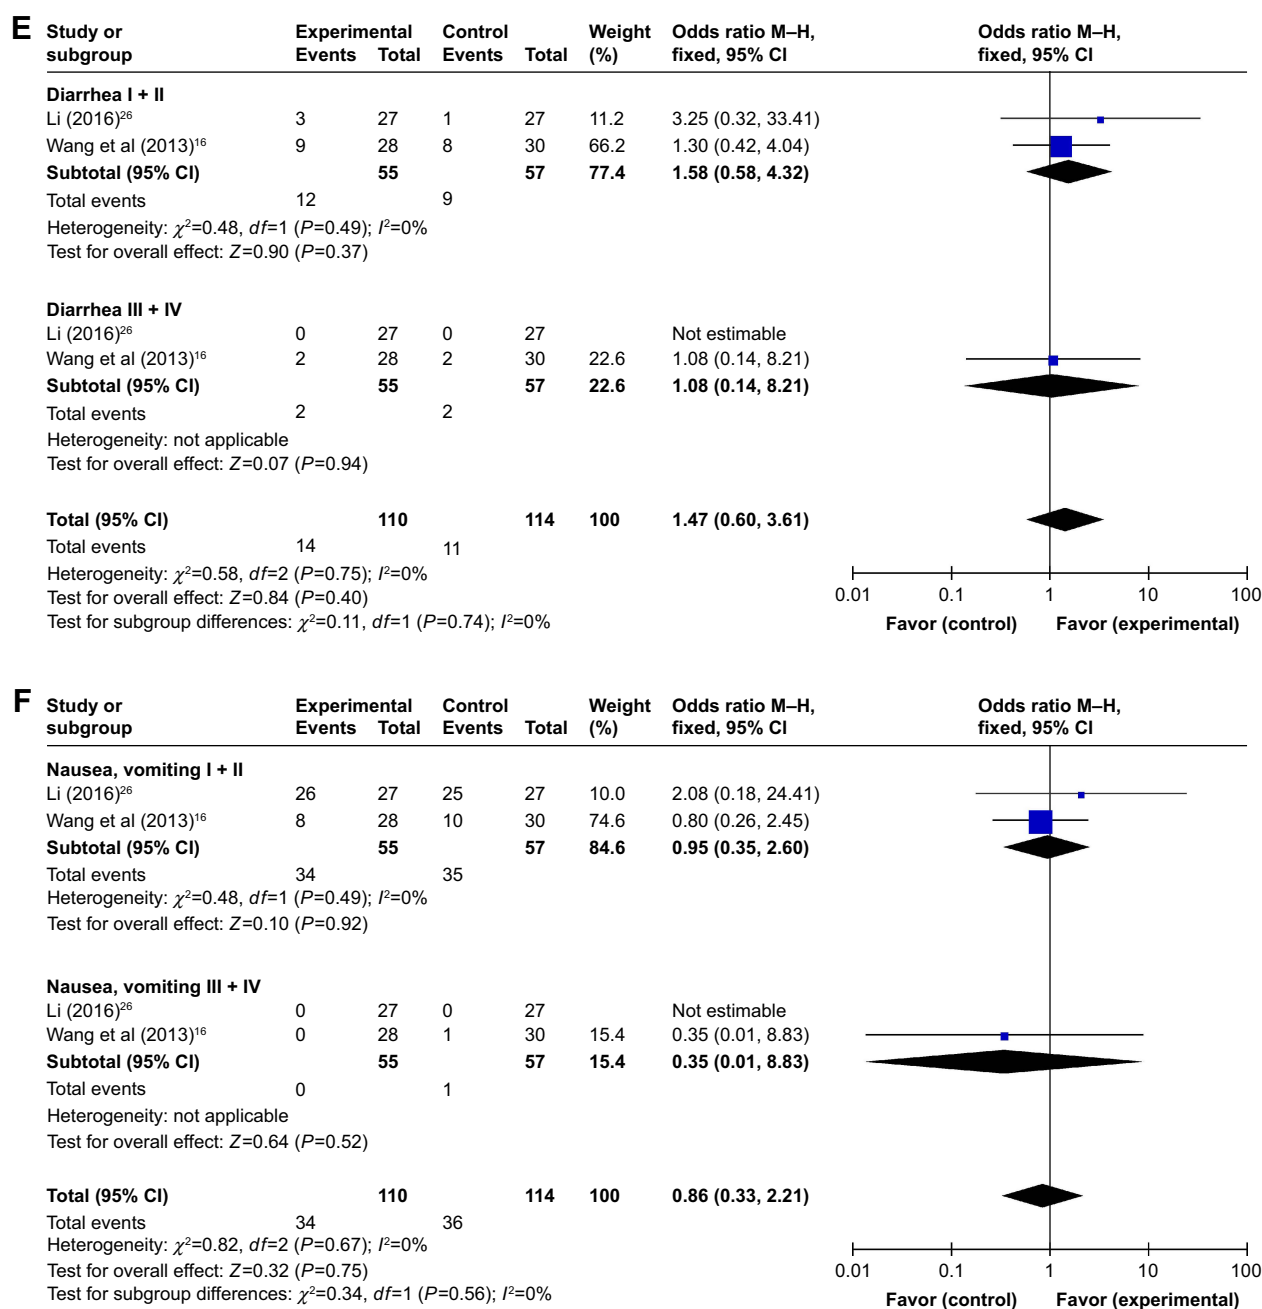 E
Study or Experimental Control Weight Odds ratio M–H, Odds ratio M–H,
subgroup Events Total Events Total (%) fixed, 95% CI fixed, 95% CI
Diarrhea I + II
Li (2016)26 3 27 1 27 11.2 3.25 (0.32, 33.41)
Wang et al (2013)16 9 28 8 30 66.2 1.30 (0.42, 4.04)
Subtotal (95% CI) 55 57 77.4 1.58 (0.58, 4.32)
Total events 12 9
Heterogeneity: χ2=0.48, df=1 (P=0.49); I2=0%
Test for overall effect: Z=0.90 (P=0.37)
Diarrhea III + IV
Li (2016)26 0 27 0 27 Not estimable
Wang et al (2013)16 2 28 2 30 22.6 1.08 (0.14, 8.21)
Subtotal (95% CI) 55 57 22.6 1.08 (0.14, 8.21)
Total events 2 2
Heterogeneity: not applicable
Test for overall effect: Z=0.07 (P=0.94)
Total (95% CI) 110 114 100 1.47 (0.60, 3.61)
Total events 14 11
Heterogeneity: χ2=0.58, df=2 (P=0.75); I2=0%
Test for overall effect: Z=0.84 (P=0.40)
Test for subgroup differences: χ2=0.11, df=1 (P=0.74); I2=0%
0.01 0.1 1 10 100
Favor (control) Favor (experimental)
F
Study or Experimental Control Weight Odds ratio M–H, Odds ratio M–H,
subgroup Events Total Events Total (%) fixed, 95% CI fixed, 95% CI
Nausea, vomiting I + II
Li (2016)26 26 27 25 27 10.0 2.08 (0.18, 24.41)
Wang et al (2013)16 8 28 10 30 74.6 0.80 (0.26, 2.45)
Subtotal (95% CI) 55 57 84.6 0.95 (0.35, 2.60)
Total events 34 35
Heterogeneity: χ2=0.48, df=1 (P=0.49); I2=0%
Test for overall effect: Z=0.10 (P=0.92)
Nausea, vomiting III + IV
Li (2016)26 0 27 0 27 Not estimable
Wang et al (2013)16 0 28 1 30 15.4 0.35 (0.01, 8.83)
Subtotal (95% CI) 55 57 15.4 0.35 (0.01, 8.83)
Total events 0 1
Heterogeneity: not applicable
Test for overall effect: Z=0.64 (P=0.52)
Total (95% CI) 110 114 100 0.86 (0.33, 2.21)
Total events 34 36
Heterogeneity: χ2=0.82, df=2 (P=0.67); I2=0%
Test for overall effect: Z=0.32 (P=0.75)
Test for subgroup differences: χ2=0.34, df=1 (P=0.56); I2=0%
0.01 0.1 1 10 100
Favor (control) Favor (experimental)